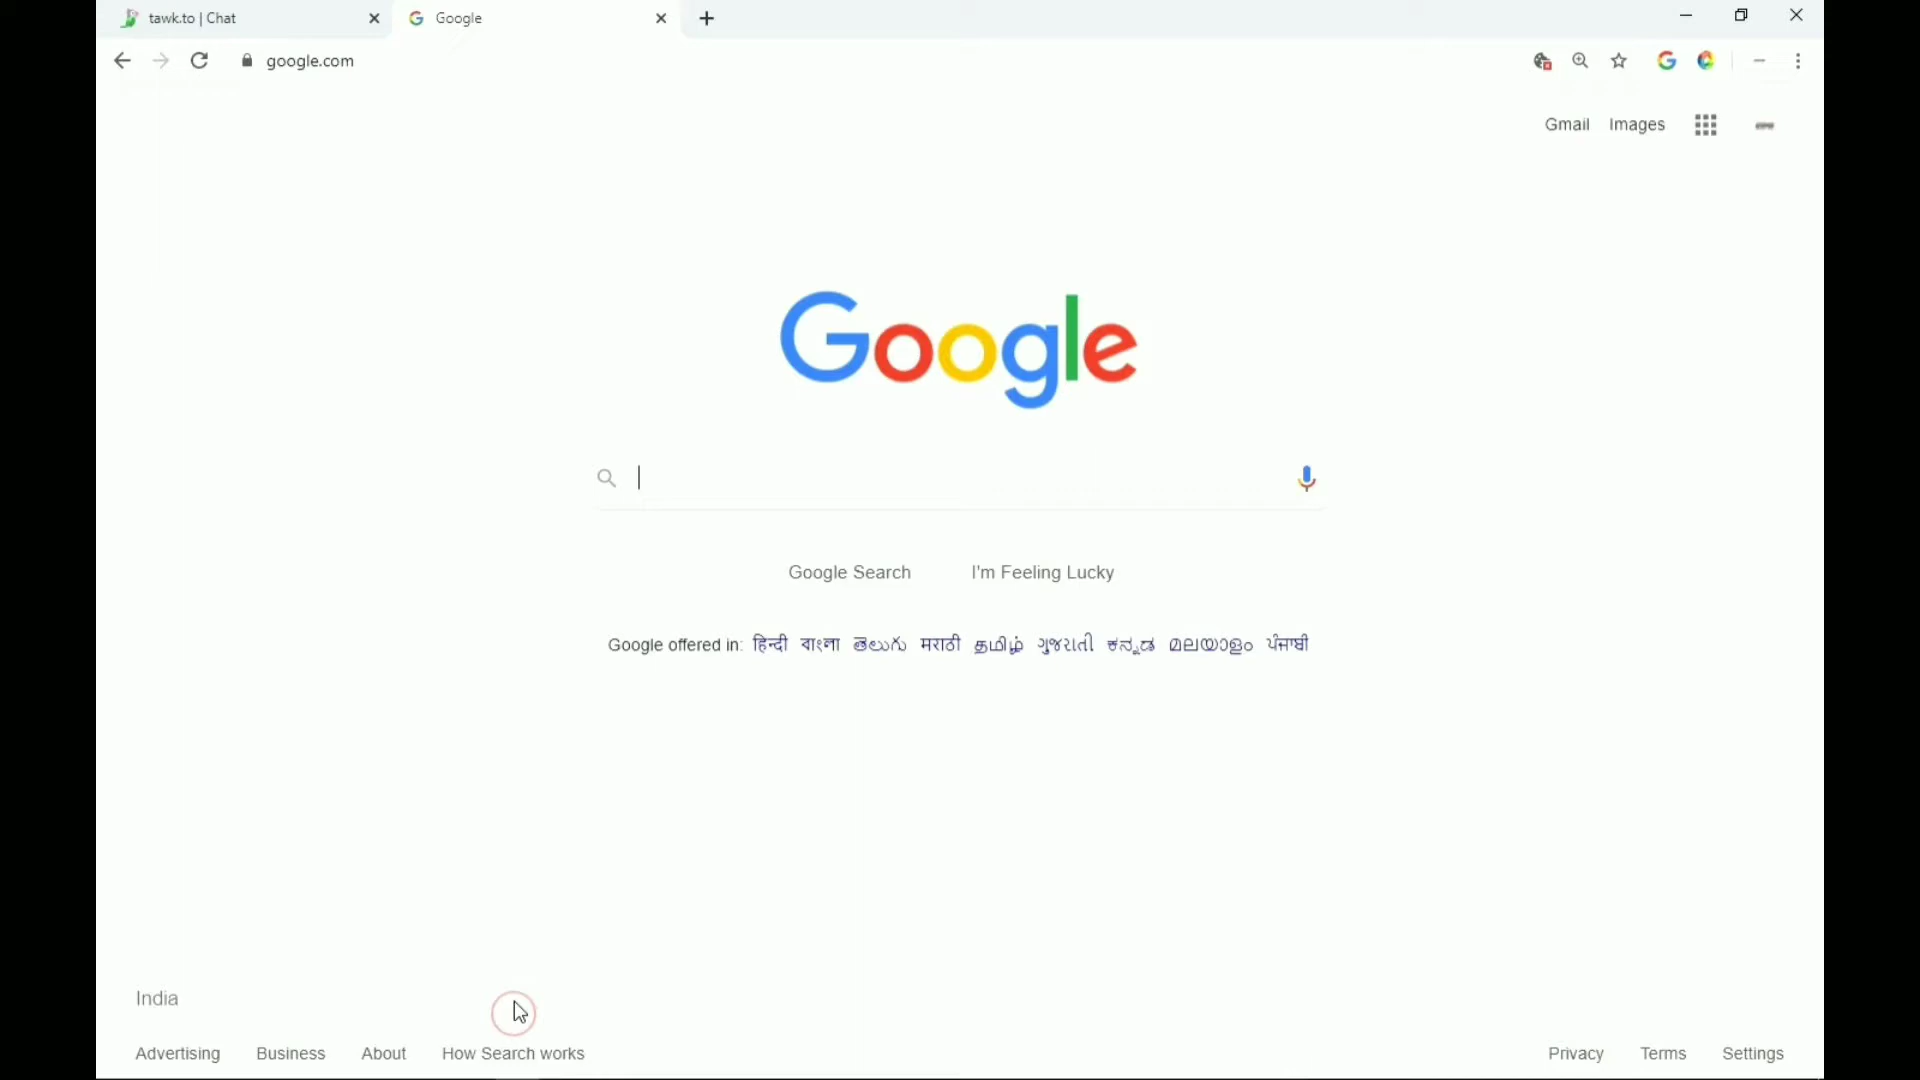 tawk.to | Chat
Google
google.com
Gmail Images
Google
Google Search
I'm Feeling Lucky
Google offered in: हिन्दी বাংলা తెలుగు मराठी தமிழ் ગુજરાતી ಕನ್ನಡ മലയാളം ਪੰਜਾਬੀ
India
Advertising Business About How Search works
Privacy Terms Settings